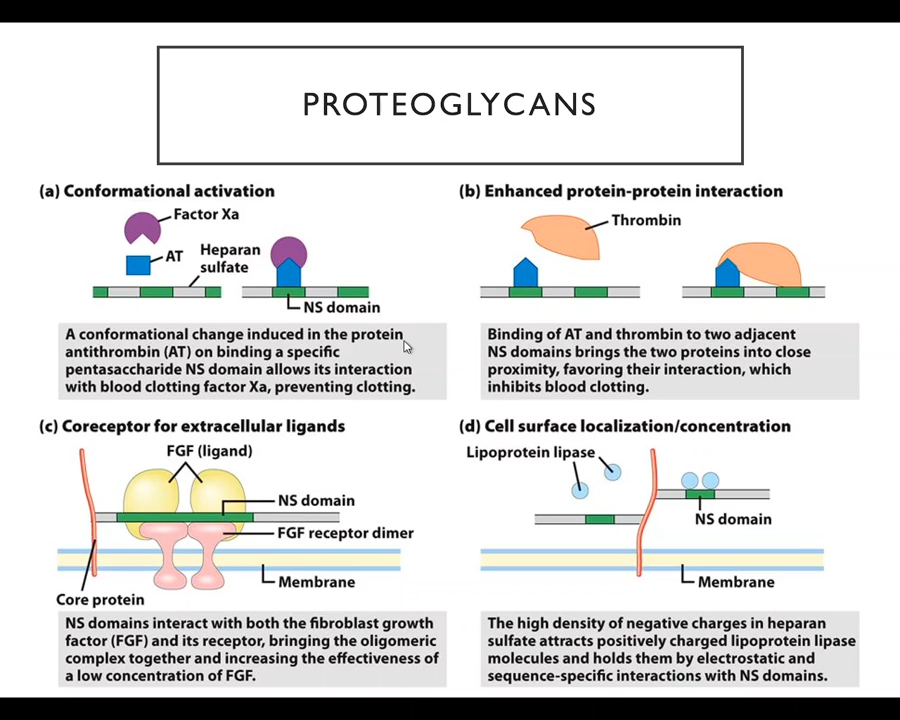 PROTEOGLYCANS
(a) Conformational activation
Factor Xa
AT
Heparan
sulfate
NS domain
A conformational change induced in the protein
antithrombin (AT) on binding a specific
pentasaccharide NS domain allows its interaction
with blood clotting factor Xa, preventing clotting.
(b) Enhanced protein-protein interaction
Thrombin
Binding of AT and thrombin to two adjacent
NS domains brings the two proteins into close
proximity, favoring their interaction, which
inhibits blood clotting.
(c) Coreceptor for extracellular ligands
FGF (ligand)
NS domain
FGF receptor dimer
Membrane
Core protein
NS domains interact with both the fibroblast growth
factor (FGF) and its receptor, bringing the oligomeric
complex together and increasing the effectiveness of
a low concentration of FGF.
(d) Cell surface localization/concentration
Lipoprotein lipase
NS domain
Membrane
The high density of negative charges in heparan
sulfate attracts positively charged lipoprotein lipase
molecules and holds them by electrostatic and
sequence-specific interactions with NS domains.